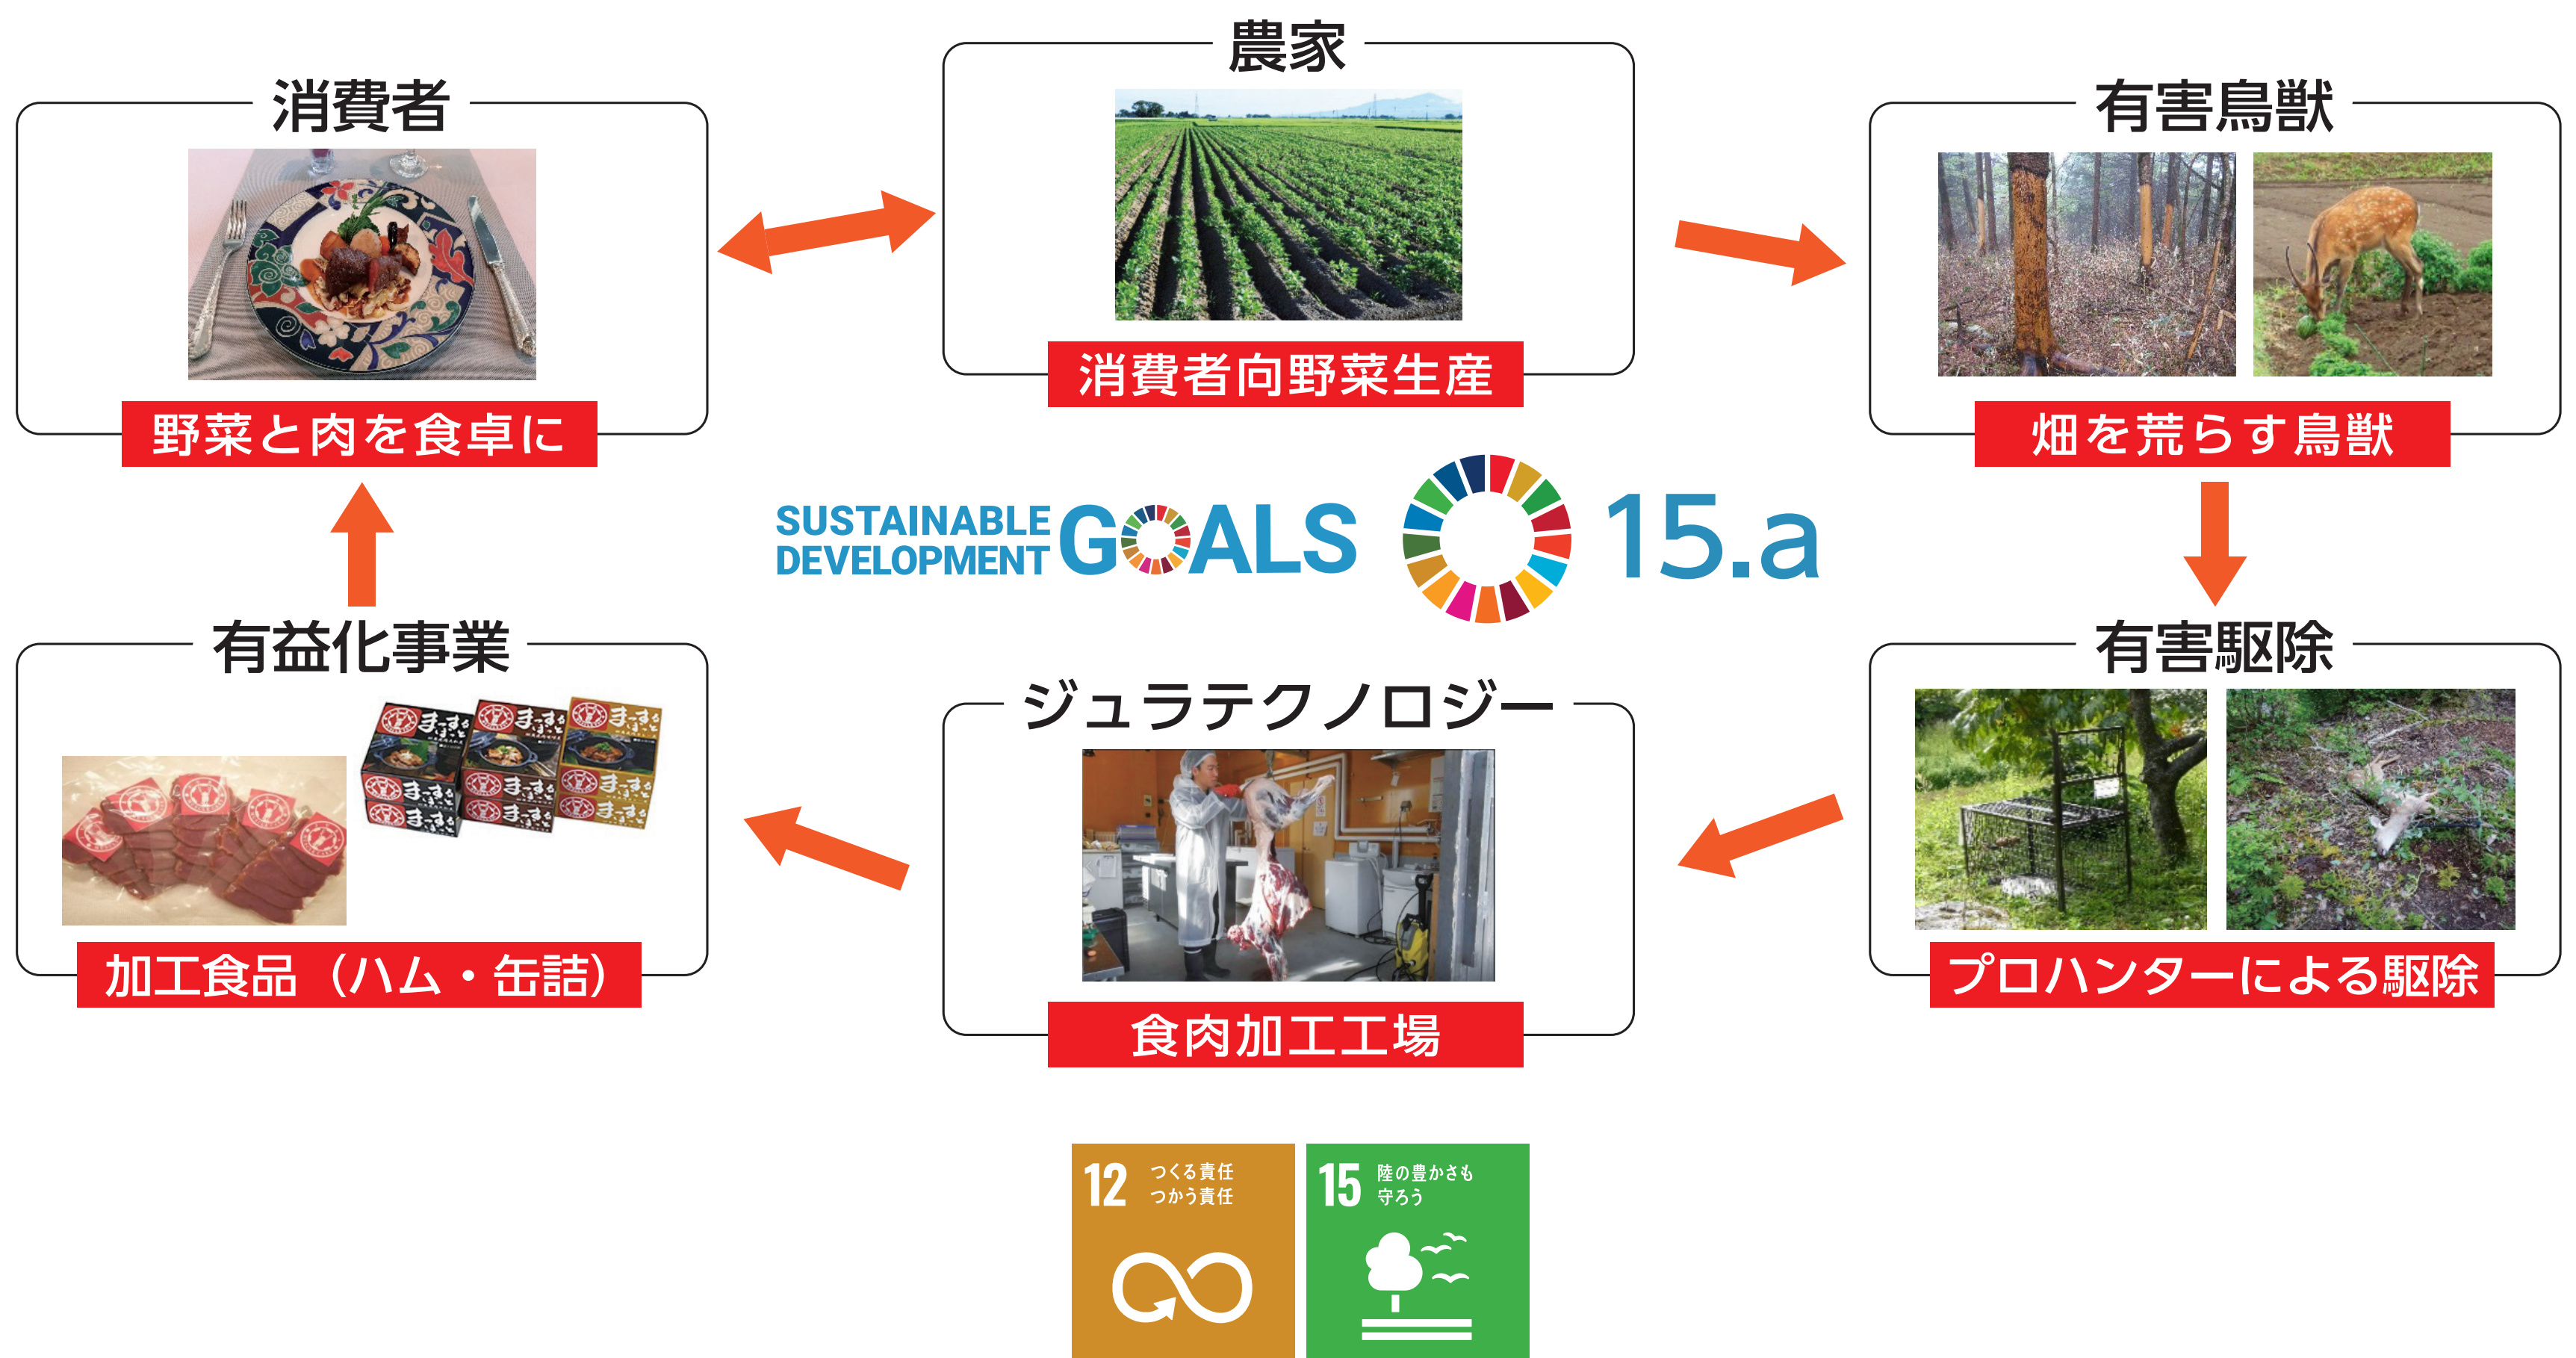 農家
消費者
有害鳥獣
消費者向野菜生産
野菜と肉を食卓に
畑を荒らす鳥獣
SUSTAINABLE
DEVELOPMENT
GOALS
15.a
有益化事業
有害駆除
ジュラテクノロジー
加工食品（ハム・缶詰）
プロハンターによる駆除
食肉加工工場
12
つくる責任
つかう責任
15
陸の豊かさも
守ろう